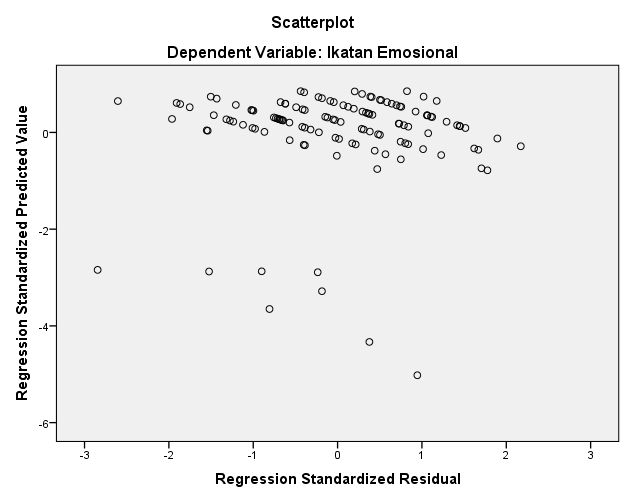 Scatterplot
Dependent Variable: Ikatan Emosional
Regression Standardized Predicted Value
0
-2
-4
-6
-3
-2
-1
0
1
2
3
Regression Standardized Residual